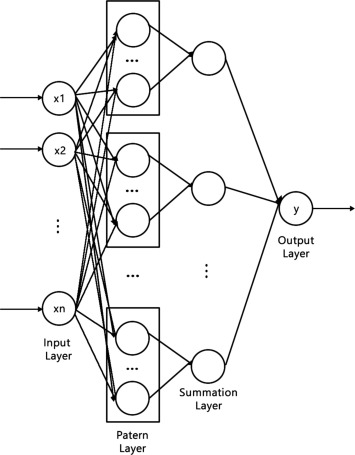 ...
x1
...
x2
...
...
...
y
Output
Layer
...
...
xn
Input
Layer
...
Summation
Layer
Patern
Layer